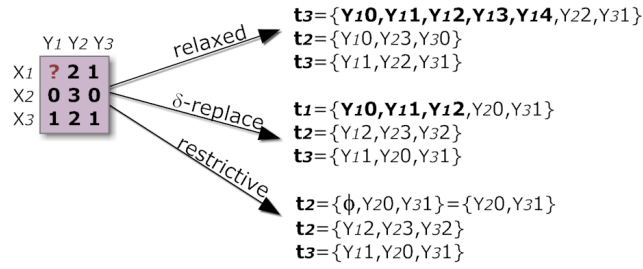 Y1 Y2 Y3
X1 ? 2 1
X2 0 3 0
X3 1 2 1
relaxed
t3={Y10,Y11,Y12,Y13,Y14,Y22,Y31}
t2={Y10,Y23,Y30}
t3={Y11,Y22,Y31}
δ-replace
t1={Y10,Y11,Y12,Y20,Y31}
t2={Y12,Y23,Y32}
t3={Y11,Y20,Y31}
restrictive
t2={ϕ,Y20,Y31}={Y20,Y31}
t2={Y12,Y23,Y32}
t3={Y11,Y20,Y31}